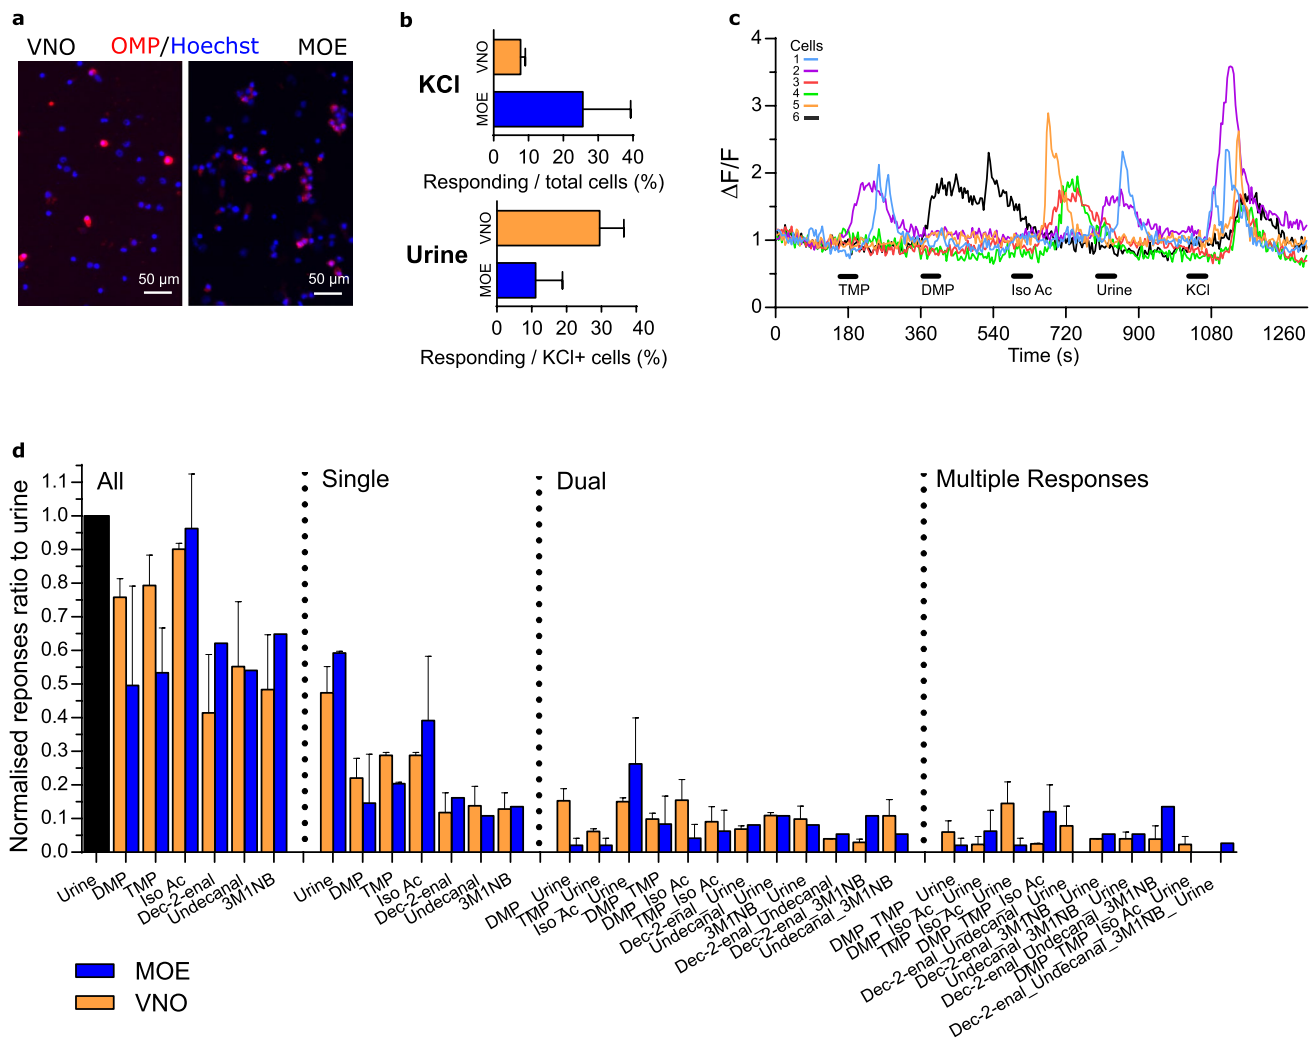 a
VNO
OMP/Hoechst
MOE
50 µm
50 µm
b
KCl
VNO
MOE
0
10
20
30
40
Responding / total cells (%)
Urine
VNO
MOE
0
10
20
30
40
Responding / KCl+ cells (%)
c
Cells
1
2
3
4
5
6
4
3
2
1
0
ΔF/F
TMP
DMP
Iso Ac
Urine
KCl
0
180
360
540
720
900
1080
1260
Time (s)
d
Normalised reponses ratio to urine
1.1
1.0
0.9
0.8
0.7
0.6
0.5
0.4
0.3
0.2
0.1
0.0
All
Single
Dual
Multiple Responses
Urine
DMP
TMP
Iso Ac
Dec-2-enal
Undecanal
3M1NB
Urine
DMP
TMP
Iso Ac
Dec-2-enal
Undecanal
3M1NB
DMP_Urine
TMP_Urine
Iso Ac_Urine
DMP_TMP
DMP_Iso Ac
TMP_Iso Ac
Dec-2-enal_Urine
Undecanal_Urine
3M1NB_Urine
Dec-2-enal_Undecanal
Dec-2-enal_3M1NB
Undecanal_3M1NB
DMP_TMP_Urine
DMP_Iso Ac_Urine
TMP_Iso Ac_Urine
DMP_TMP_Iso Ac
Dec-2-enal_Undecanal_Urine
Dec-2-enal_3M1NB_Urine
Undecanal_3M1NB_Urine
Dec-2-enal_Undecanal_3M1NB
DMP_TMP_Iso Ac_Urine
Dec-2-enal_Undecanal_3M1NB_Urine
MOE
VNO